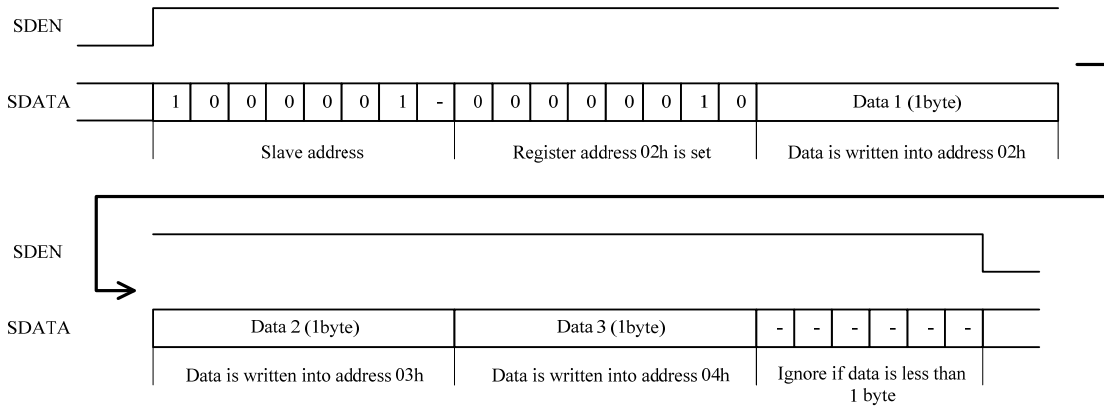 SDEN
SDATA 1 0 0 0 0 0 1 - 0 0 0 0 0 0 1 0 Data 1 (1byte)
Slave address Register address 02h is set Data is written into address 02h
SDEN
SDATA Data 2 (1byte) Data 3 (1byte) - - - - - -
Data is written into address 03h Data is written into address 04h Ignore if data is less than
1 byte